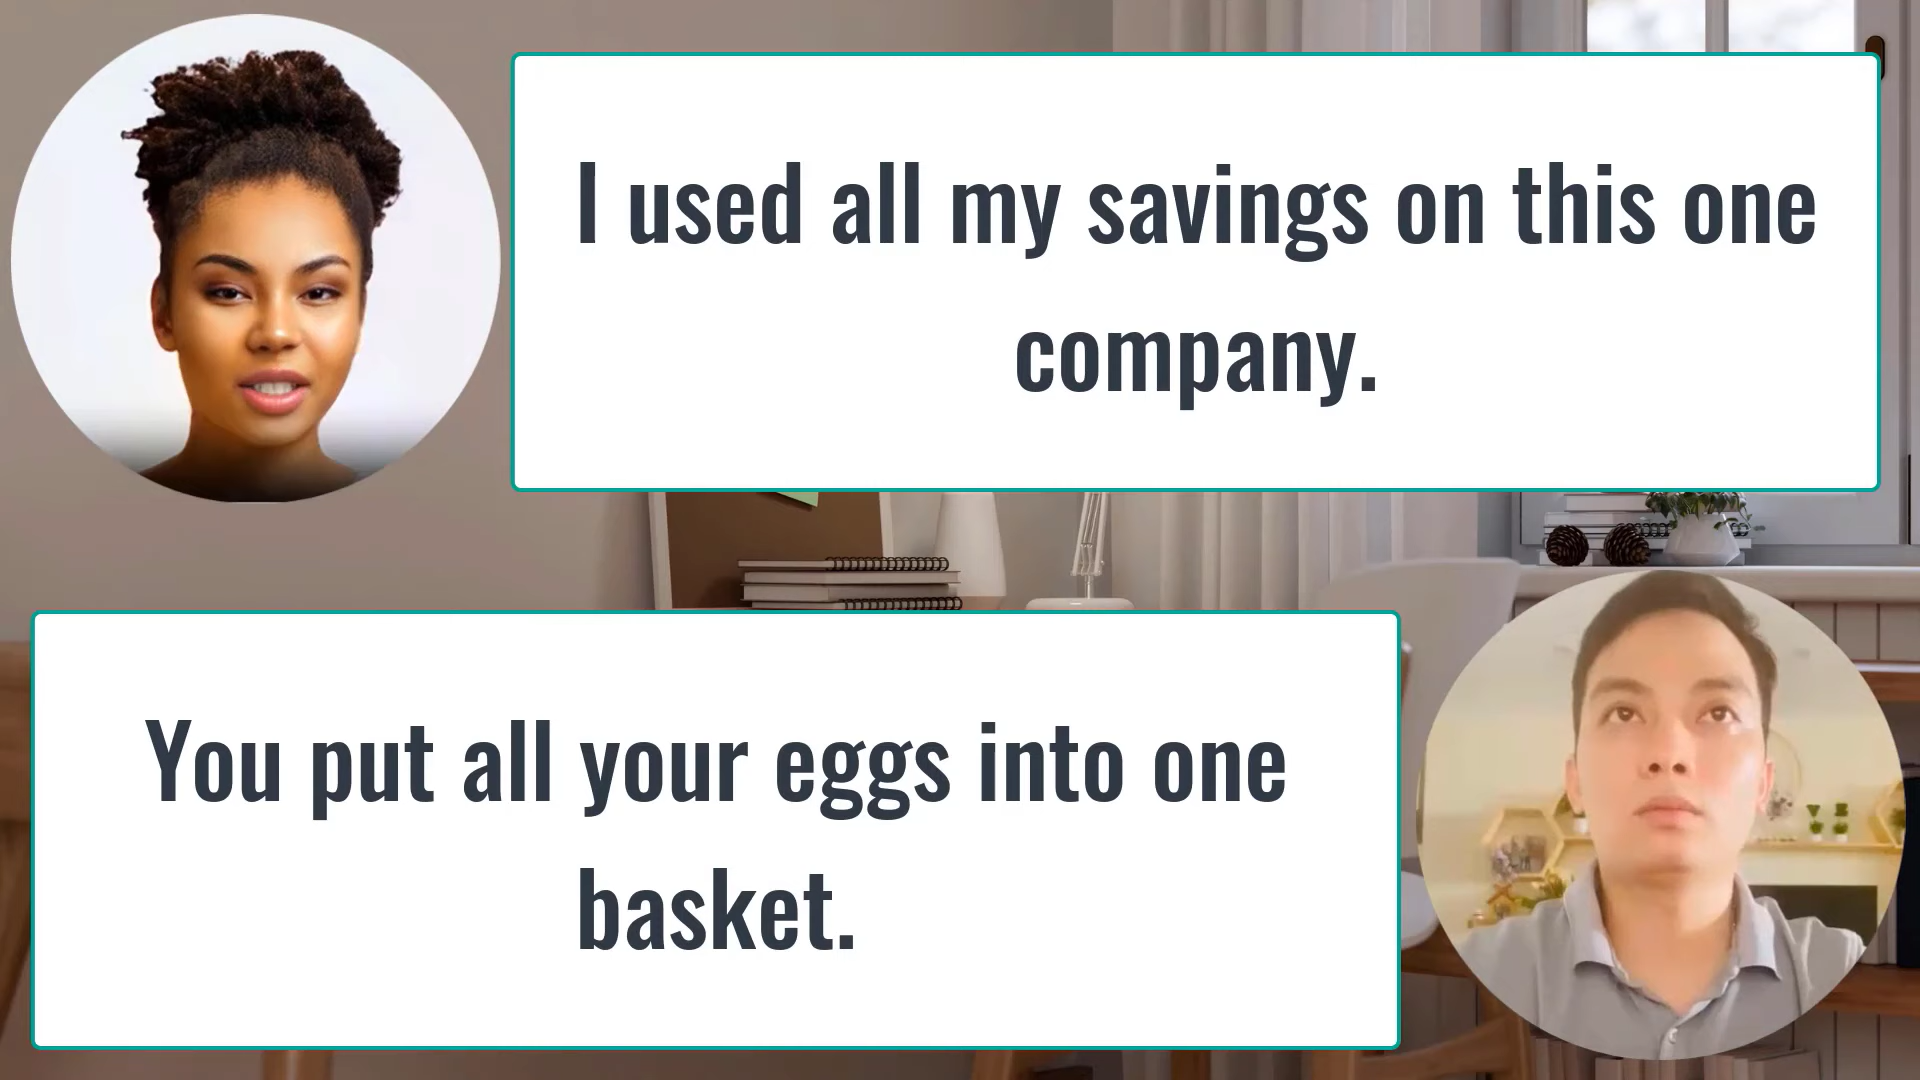 I used all my savings on this one
company.
You put all your eggs into one
basket.